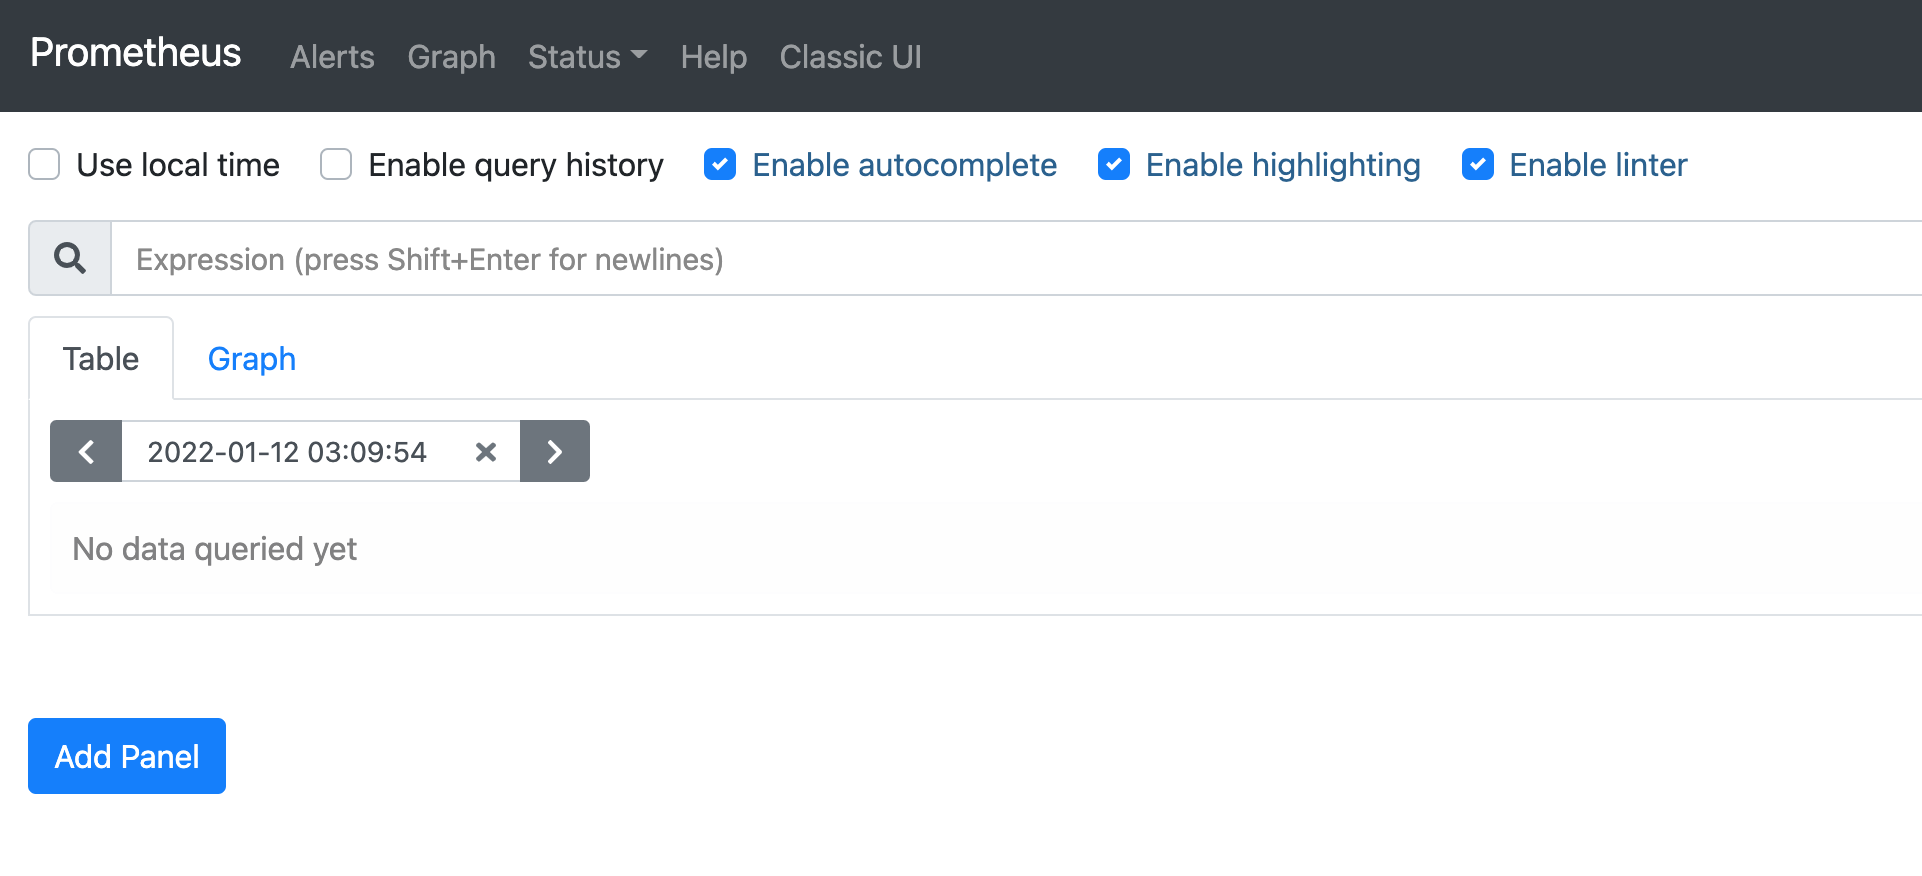 Prometheus Alerts Graph Status Help Classic UI
Use local time Enable query history Enable autocomplete Enable highlighting Enable linter
Expression (press Shift+Enter for newlines)
Table Graph
2022-01-12 03:09:54
No data queried yet
Add Panel